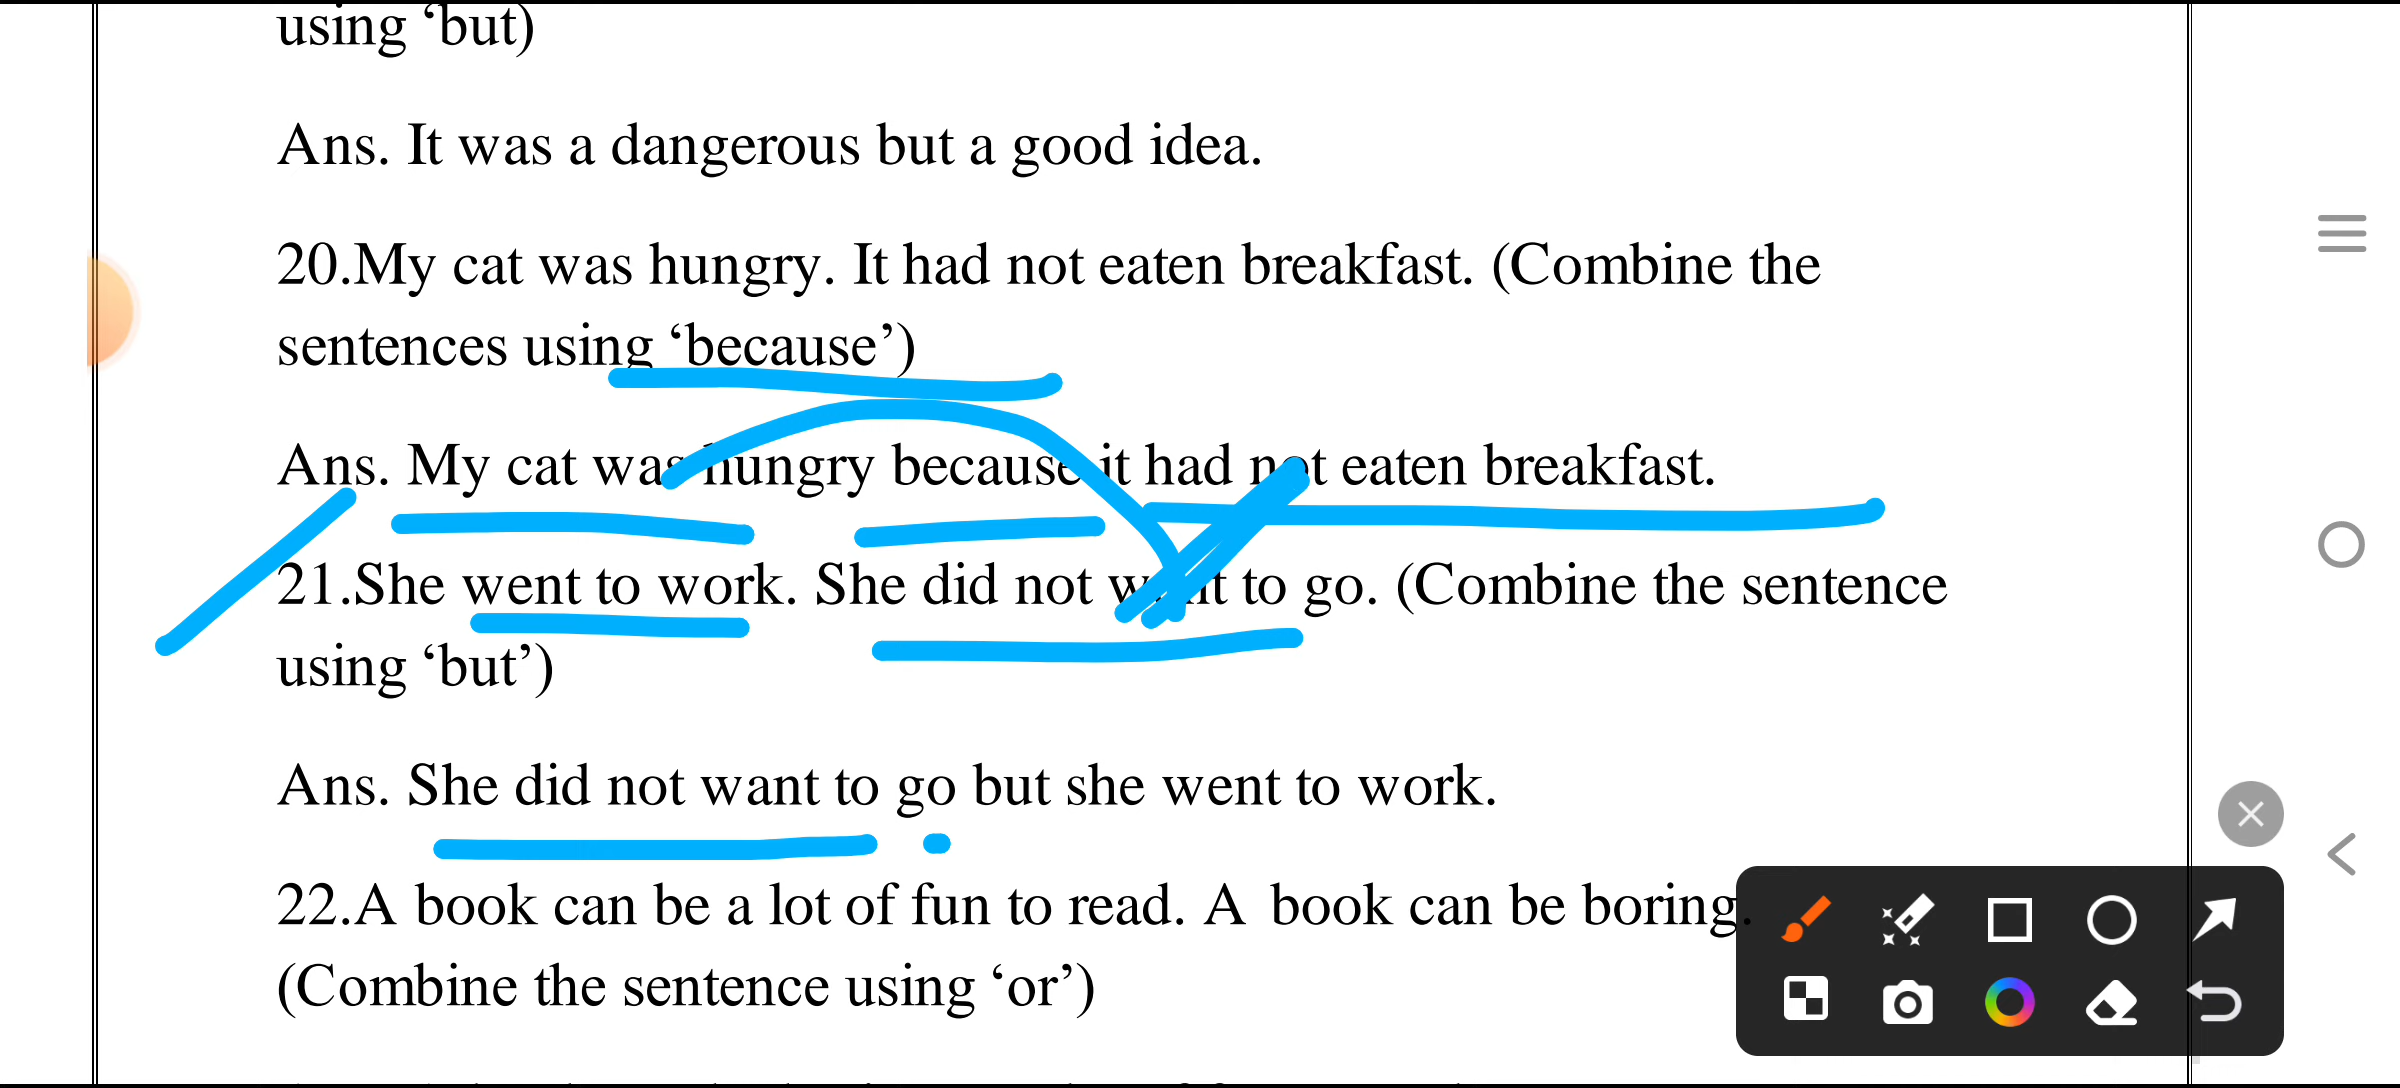 using ‘but)
Ans. It was a dangerous but a good idea.
20.My cat was hungry. It had not eaten breakfast. (Combine the
sentences using ‘because’)
Ans. My cat was hungry because it had not eaten breakfast.
21.She went to work. She did not want to go. (Combine the sentence
using ‘but’)
Ans. She did not want to go but she went to work.
22.A book can be a lot of fun to read. A book can be boring.
(Combine the sentence using ‘or’)